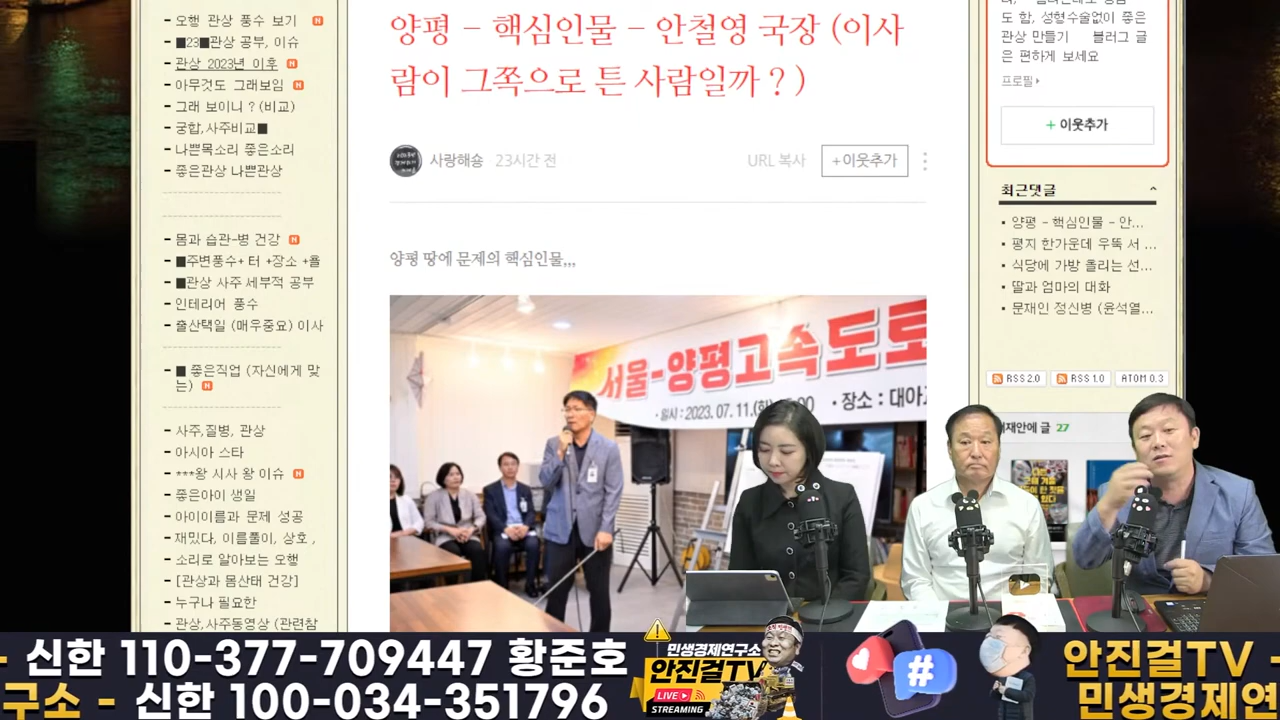 오행 관상 풍수 보기
■23■관상 공부, 이슈
관상 2023년 이후
아무것도 그래보임
그래 보이니 ? (비교)
궁합,사주비교■
나쁜목소리 좋은소리
좋은관상 나쁜관상
몸과 습관-병 건강
■주변풍수+ 터 +장소 +율
■관상 사주 세부적 공부
인테리어 풍수
출산택일 (매우중요) 이사
■ 좋은직업 (자신에게 맞
는)
사주,질병, 관상
아시아 스타
***왕 시사 왕 이슈
좋은아이 생일
아이이름과 문제 성공
재밌다, 이름풀이, 상호 ,
소리로 알아보는 오행
[관상과 몸상태 건강]
누구나 필요한
관상,사주동영상 (관련참
양평 - 핵심인물 - 안철영 국장 (이사
람이 그쪽으로 튼 사람일까 ? )
사랑해숑 23시간 전
URL 복사
+이웃추가
양평 땅에 문제의 핵심인물,,,
서울-양평고속도로
· 일시 : 2023. 07. 11.(화)
· 장소 : 대아
도 함, 성형수술없이 좋은
관상 만들기 블러그 글
은 편하게 보세요
프로필
+ 이웃추가
최근댓글
양평 - 핵심인물 - 안...
평지 한가운데 우뚝 서 ...
식당에 가방 올리는 선...
딸과 엄마의 대화
문재인 정신병 (윤석열...
RSS 2.0
RSS 1.0
ATOM 0.3
서재안에 글 27
- 신한 110-377-709447 황준호
구소 - 신한 100-034-351796
민생경제연구소
안진걸TV
LIVE
STREAMING
#
안진걸TV -
민생경제연